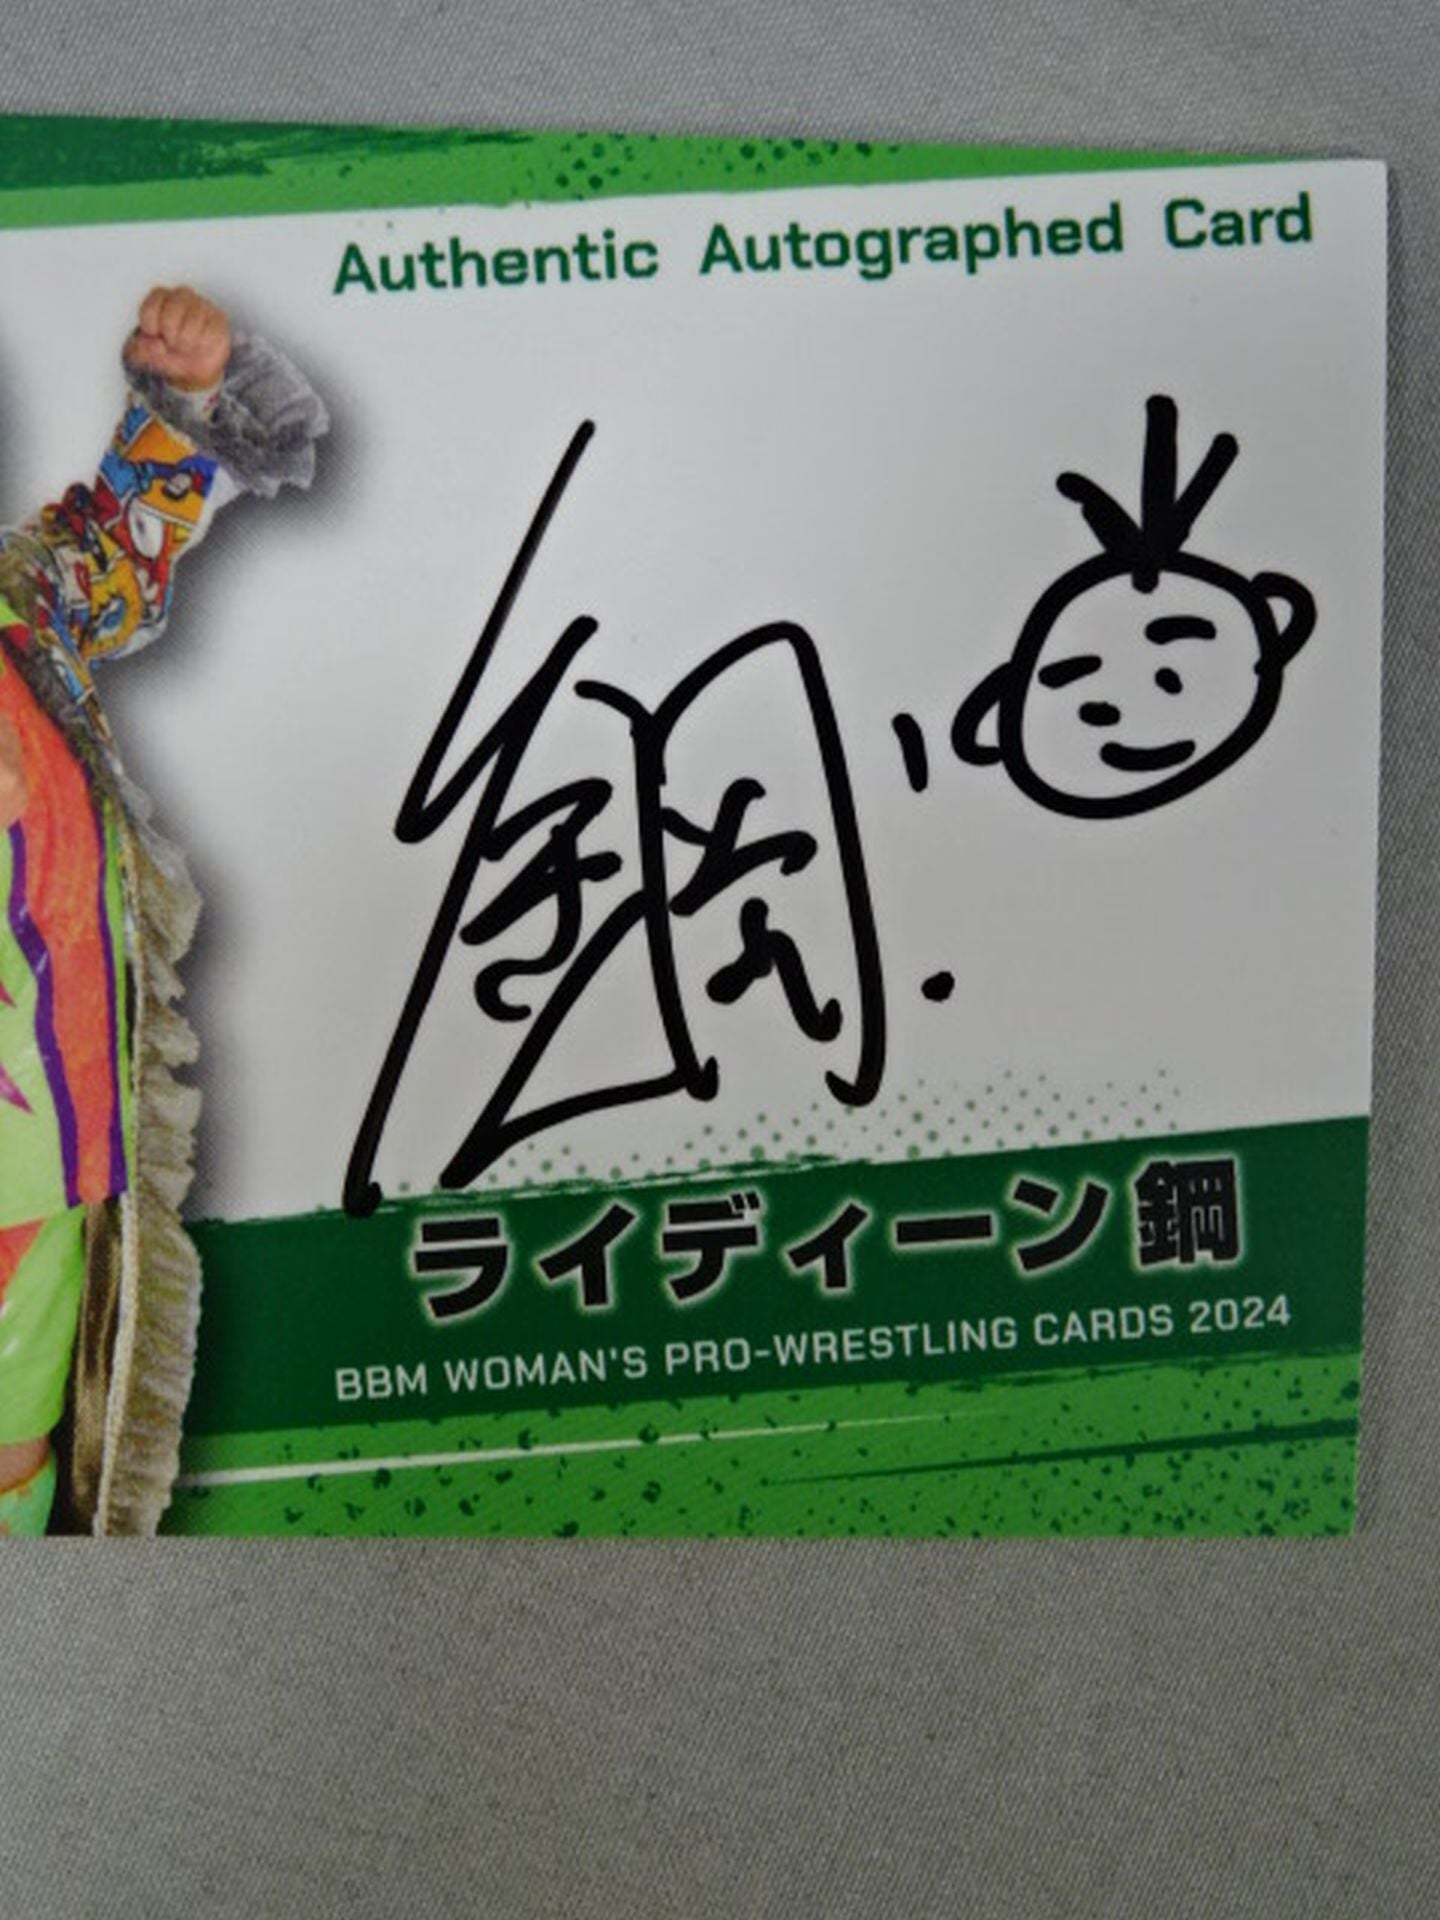 Authentic Autographed Card
鋼
ライディーン鋼
BBM WOMAN'S PRO-WRESTLING CARDS 2024